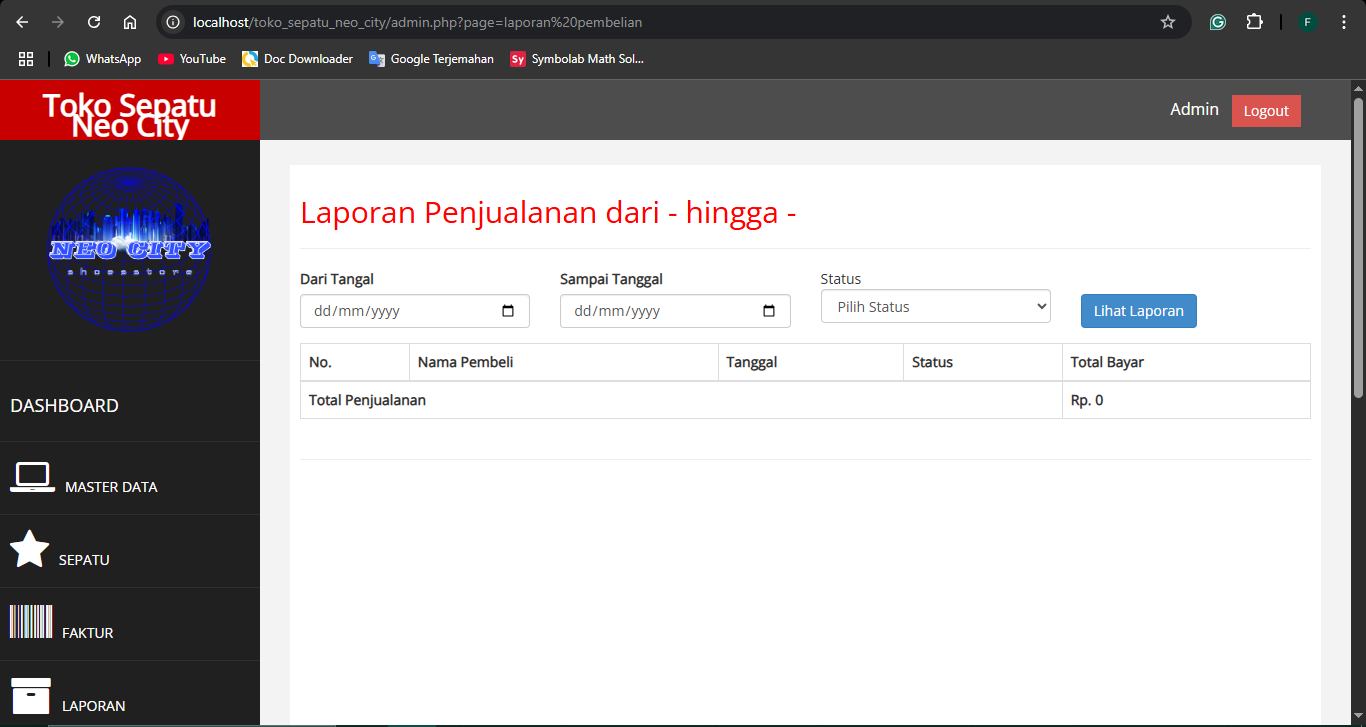 localhost/toko_sepatu_neo_city/admin.php?page=laporan%20pembelian
F
WhatsApp YouTube Doc Downloader Google Terjemahan Sy Symbolab Math Sol...
Toko Sepatu
Neo City
Admin Logout
NEO CITY
shoesstore
Laporan Penjualanan dari - hingga -
Dari Tangal Sampai Tanggal Status
dd/mm/yyyy dd/mm/yyyy Pilih Status Lihat Laporan
No. Nama Pembeli Tanggal Status Total Bayar
Total Penjualanan Rp. 0
DASHBOARD
MASTER DATA
SEPATU
FAKTUR
LAPORAN